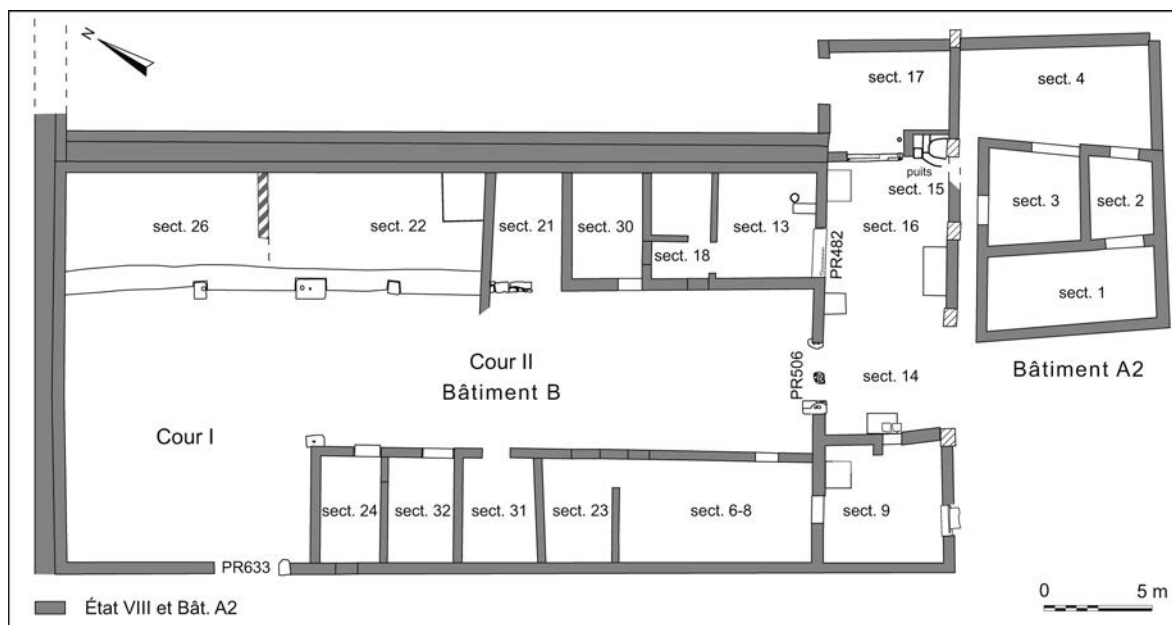 N
sect. 17
sect. 4
puits
sect. 15
sect. 3
sect. 2
sect. 26
sect. 22
sect. 21
sect. 30
sect. 13
sect. 16
sect. 18
PR482
sect. 1
Cour II
Bâtiment B
PR506
sect. 14
Bâtiment A2
Cour I
sect. 24
sect. 32
sect. 31
sect. 23
sect. 6-8
sect. 9
PR633
État VIII et Bât. A2
0 5 m